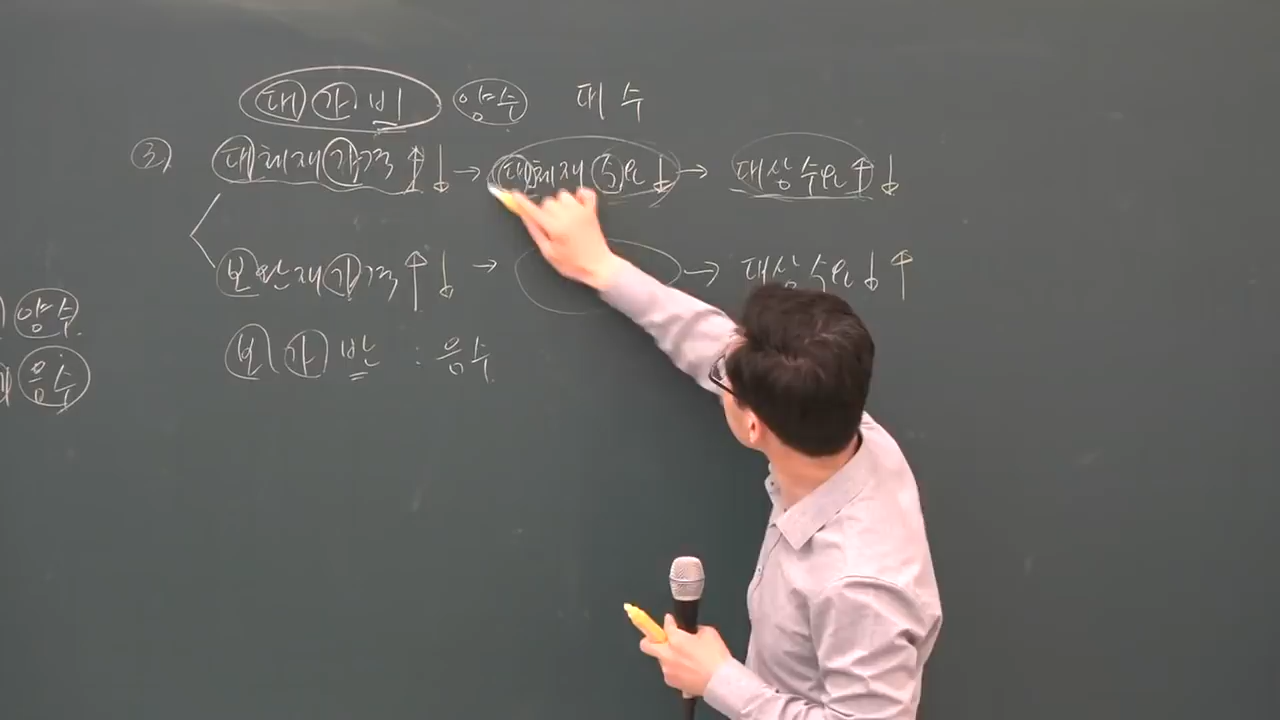 대 가 비 양수 대 수
③ 대체재 가격 ↑ ↓ → 대체재 수요 ↓ → 대상 수요 ↑ ↓
보완재 가격 ↑ ↓ → → 대상 수요 ↓ ↑
양수
보 가 반 : 음수
음수